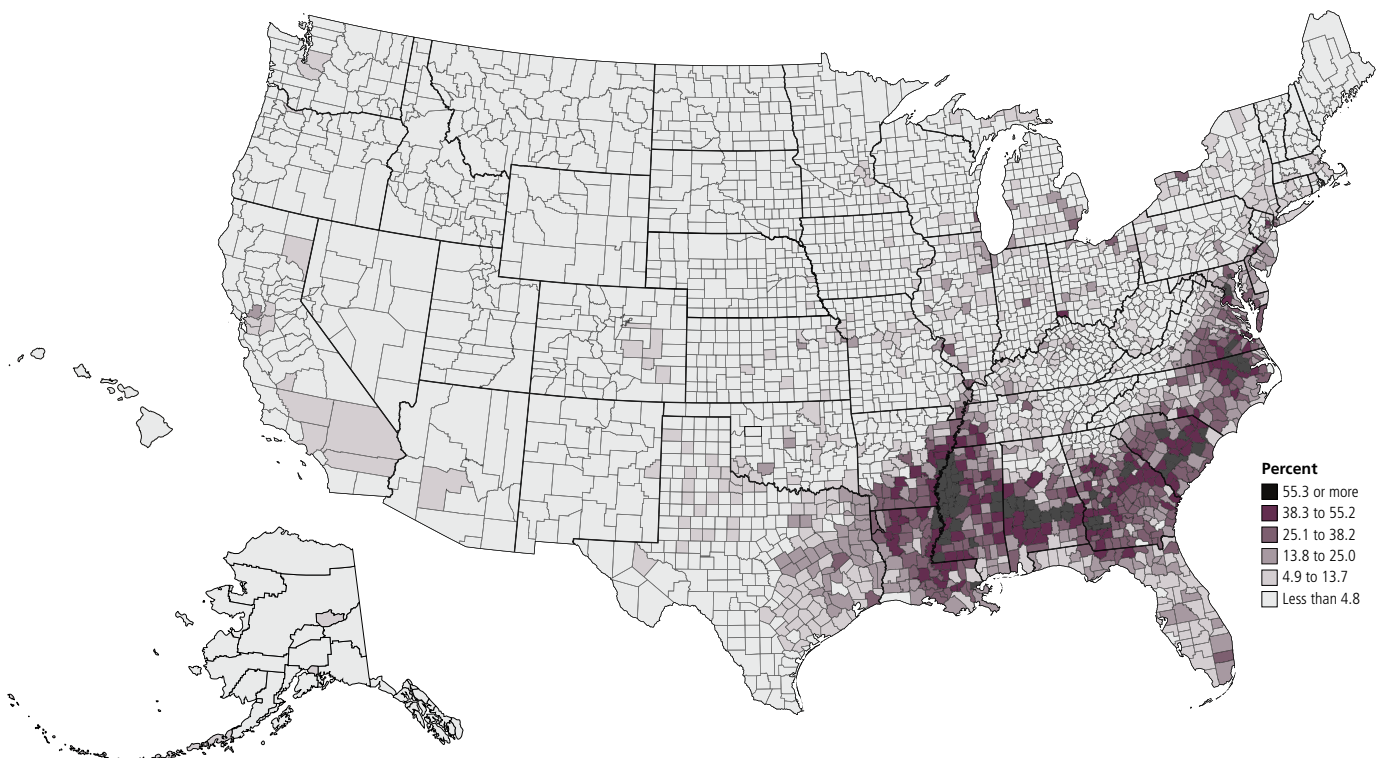 Percent
55.3 or more
38.3 to 55.2
25.1 to 38.2
13.8 to 25.0
4.9 to 13.7
Less than 4.8